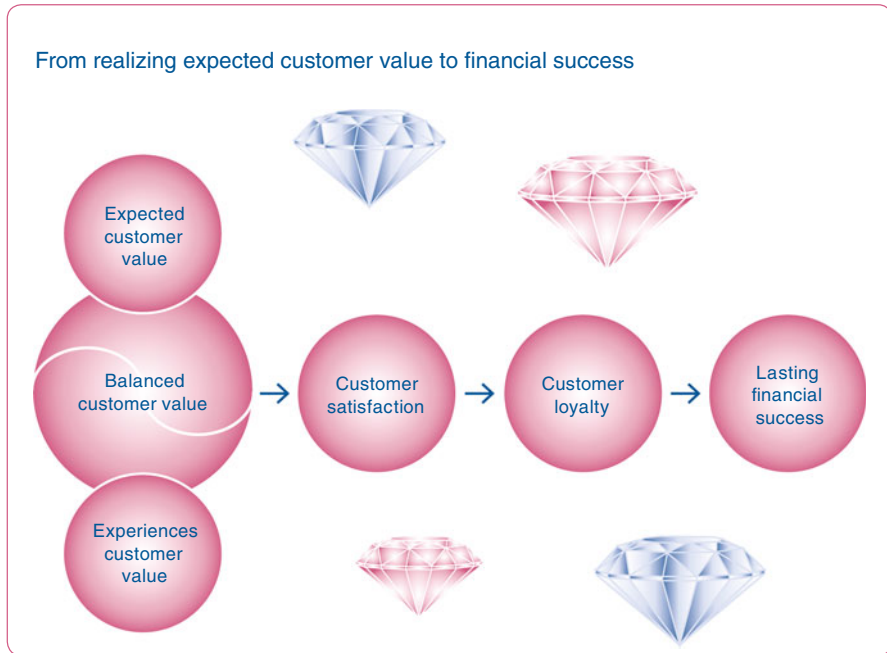 From realizing expected customer value to financial success
Expected
customer
value
Balanced
customer value
Experiences
customer
value
Customer
satisfaction
Customer
loyalty
Lasting
financial
success